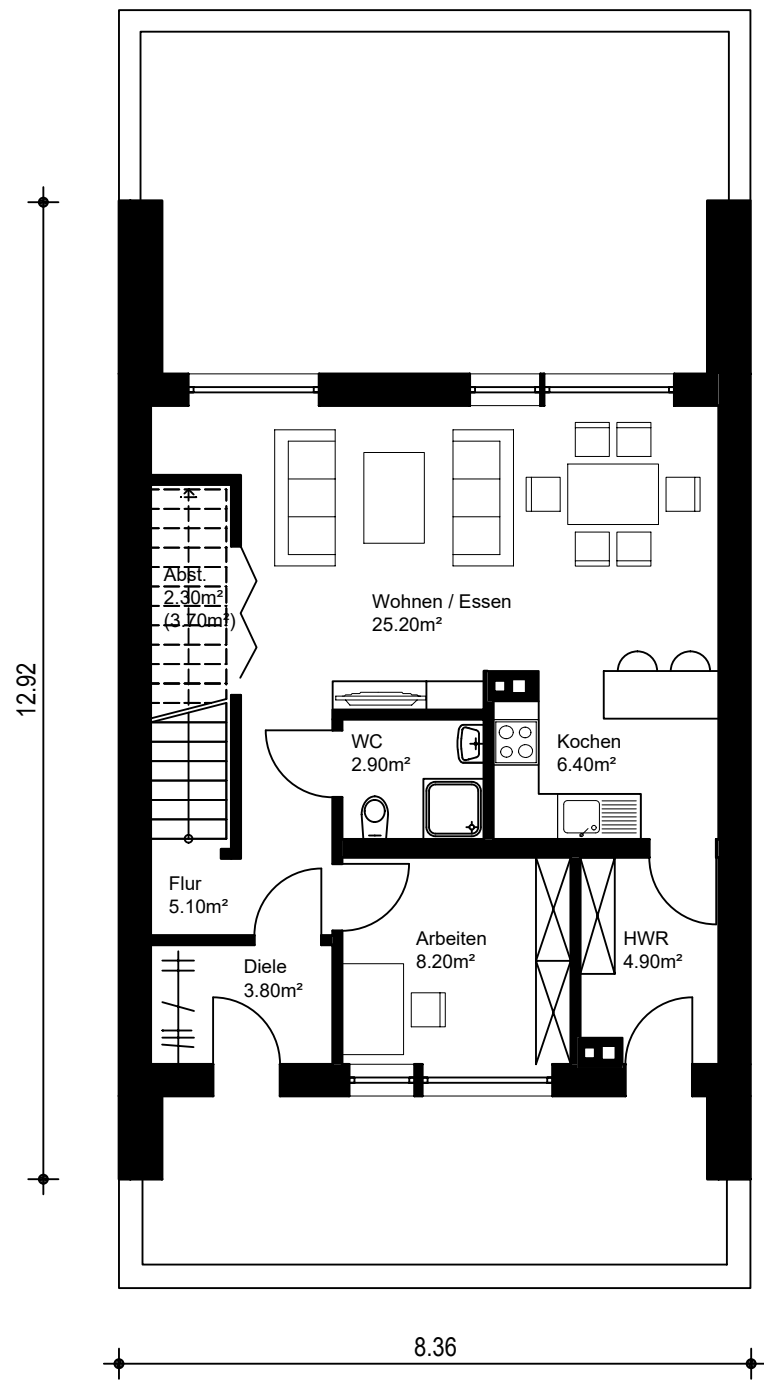 Abst.
2.30m²
(3.70m²)
Wohnen / Essen
25.20m²
12.92
WC
2.90m²
Kochen
6.40m²
Flur
5.10m²
Arbeiten
8.20m²
HWR
4.90m²
Diele
3.80m²
8.36